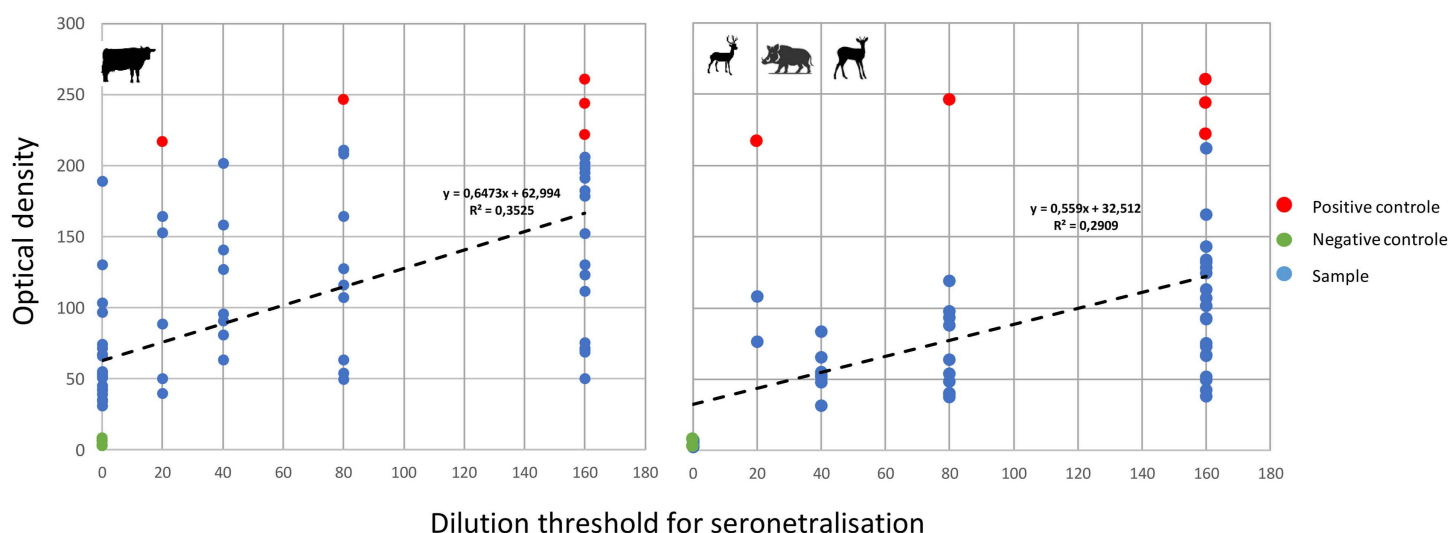 300
250
200
150
100
50
0
Optical density
y = 0,6473x + 62,994
R² = 0,3525
0 20 40 60 80 100 120 140 160 180
y = 0,559x + 32,512
R² = 0,2909
0 20 40 60 80 100 120 140 160 180
Positive controle
Negative controle
Sample
Dilution threshold for seronetralisation